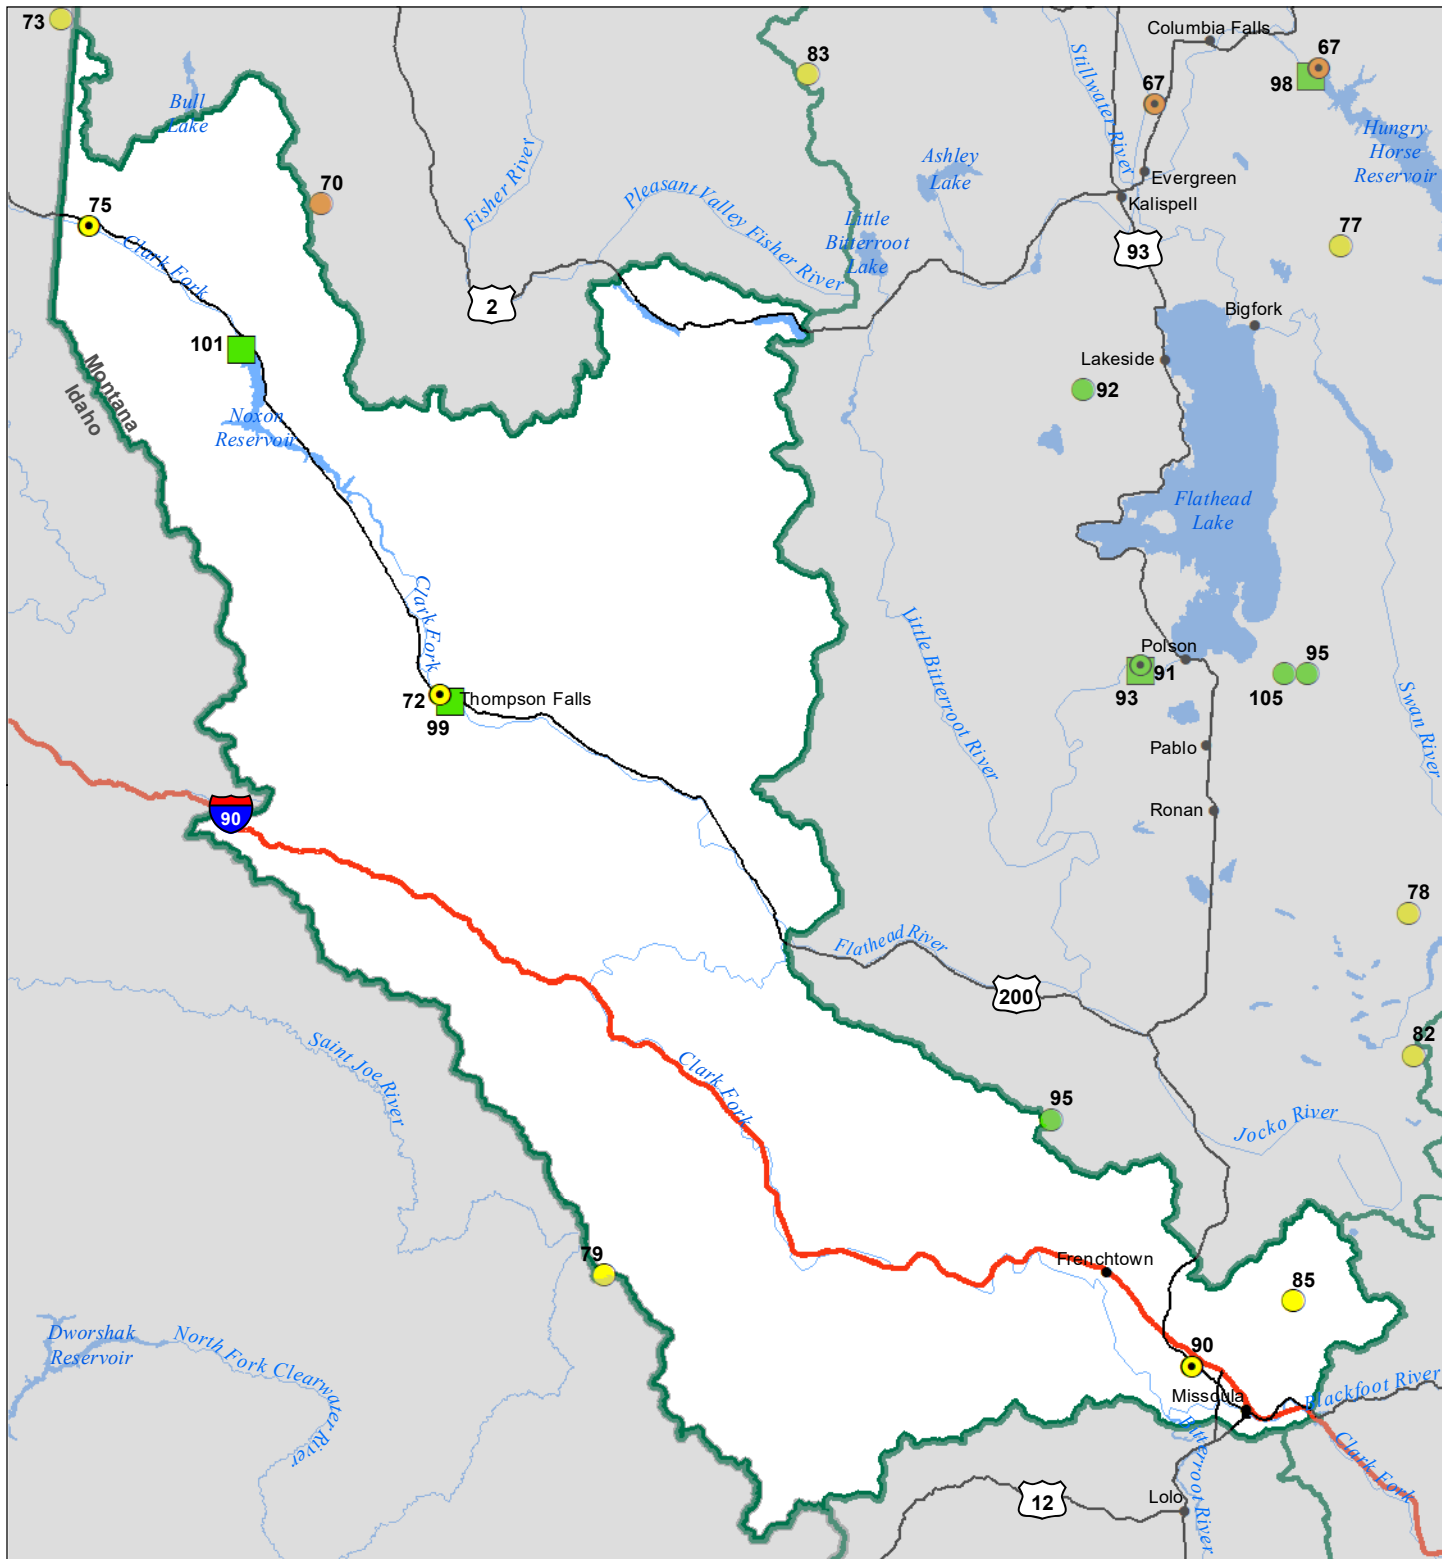 73
83
Columbia Falls
67
98
67
Stillwater River
Bull
Lake
Hungry
Horse
Reservoir
Fisher River
Ashley
Lake
Evergreen
70
Pleasant Valley Fisher River
Kalispell
75
Little
Bitterroot
Lake
93
77
Clark Fork
2
Bigfork
101
Lakeside
Montana
Idaho
92
Noxon
Reservoir
Flathead
Lake
Clark Fork
Little Bitterroot River
Polson
91
93
95
105
72
Thompson Falls
99
Swan River
Pablo
90
Ronan
78
Flathead River
200
Saint Joe River
Clark Fork
82
95
Jocko River
79
Frenchtown
85
Dworshak
Reservoir
North Fork Clearwater
River
90
Missoula
Blackfoot River
Bitterroot River
Clark Fork
12
Lolo